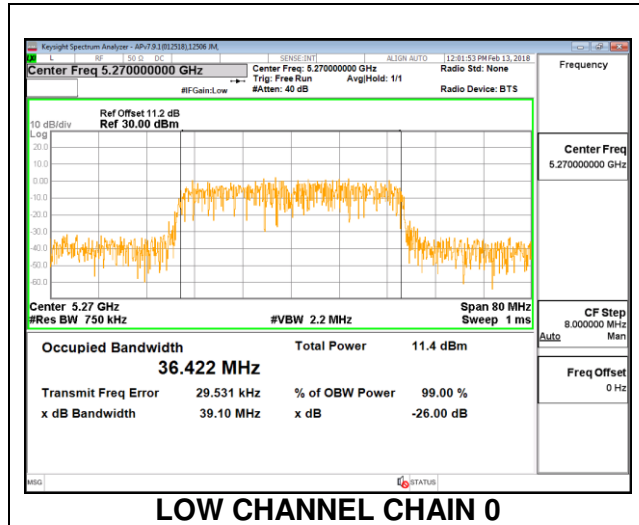 Keysight Spectrum Analyzer - APv7.9.1(012518),12506 JM,
L RF 50 Ω DC SENSE:INT ALIGN AUTO 12:01:53 PM Feb 13, 2018
Center Freq 5.270000000 GHz
Center Freq: 5.270000000 GHz Radio Std: None
Trig: Free Run Avg|Hold: 1/1
#IFGain:Low #Atten: 40 dB Radio Device: BTS
Frequency
Ref Offset 11.2 dB
10 dB/div Ref 30.00 dBm
Log
20.0
10.0
0.00
-10.0
-20.0
-30.0
-40.0
-50.0
-60.0
Center 5.27 GHz Span 80 MHz
#Res BW 750 kHz #VBW 2.2 MHz Sweep 1 ms
Center Freq
5.270000000 GHz
CF Step
8.000000 MHz
Auto Man
Freq Offset
0 Hz
Occupied Bandwidth Total Power 11.4 dBm
36.422 MHz
Transmit Freq Error 29.531 kHz % of OBW Power 99.00 %
x dB Bandwidth 39.10 MHz x dB -26.00 dB
MSG STATUS
LOW CHANNEL CHAIN 0